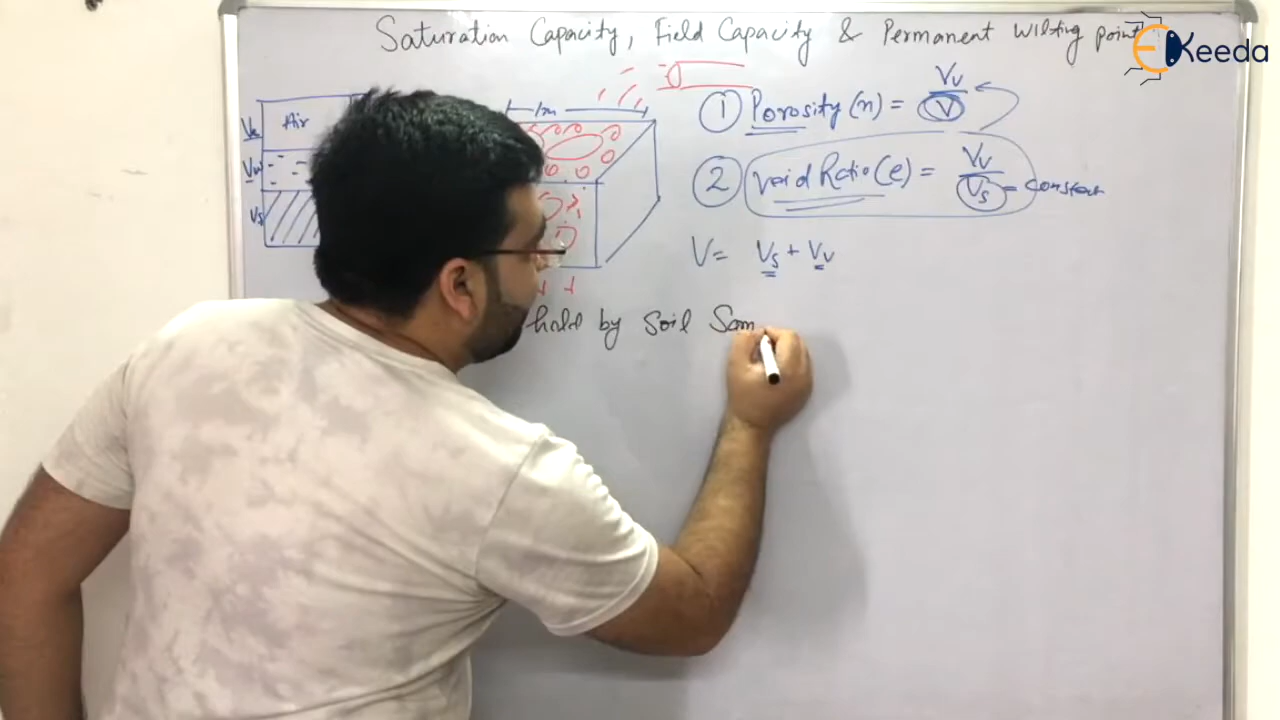 Saturation Capacity, Field Capacity & Permanent Wilting point
EKeeda
Air
1m
Va
Vw
Vs
① Porosity (n) = Vv / V
② Void Ratio (e) = Vv / Vs = constant
V = Vs + Vv
hold by Soil Sam